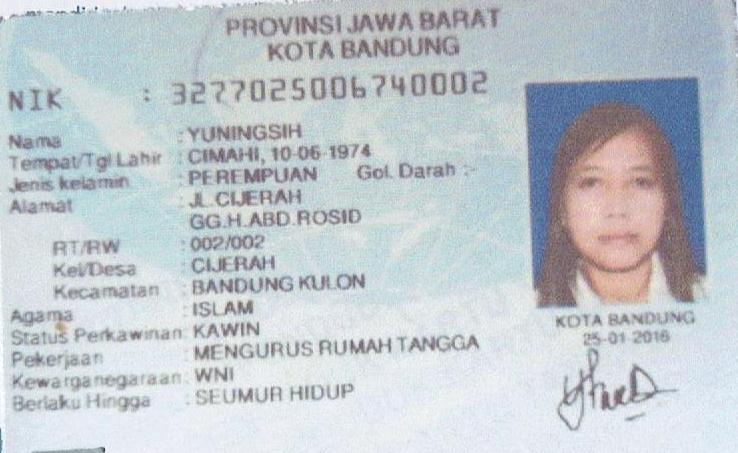 PROVINSI JAWA BARAT
KOTA BANDUNG
NIK : 3277025006740002
Nama : YUNINGSIH
Tempat/Tgl Lahir : CIMAHI, 10-06-1974
Jenis kelamin : PEREMPUAN Gol. Darah :-
Alamat : JL.CIJERAH
GG.H.ABD.ROSID
RT/RW : 002/002
Kel/Desa : CIJERAH
Kecamatan : BANDUNG KULON
Agama : ISLAM
Status Perkawinan: KAWIN
Pekerjaan : MENGURUS RUMAH TANGGA
Kewarganegaraan: WNI
Berlaku Hingga : SEUMUR HIDUP
KOTA BANDUNG
25-01-2016